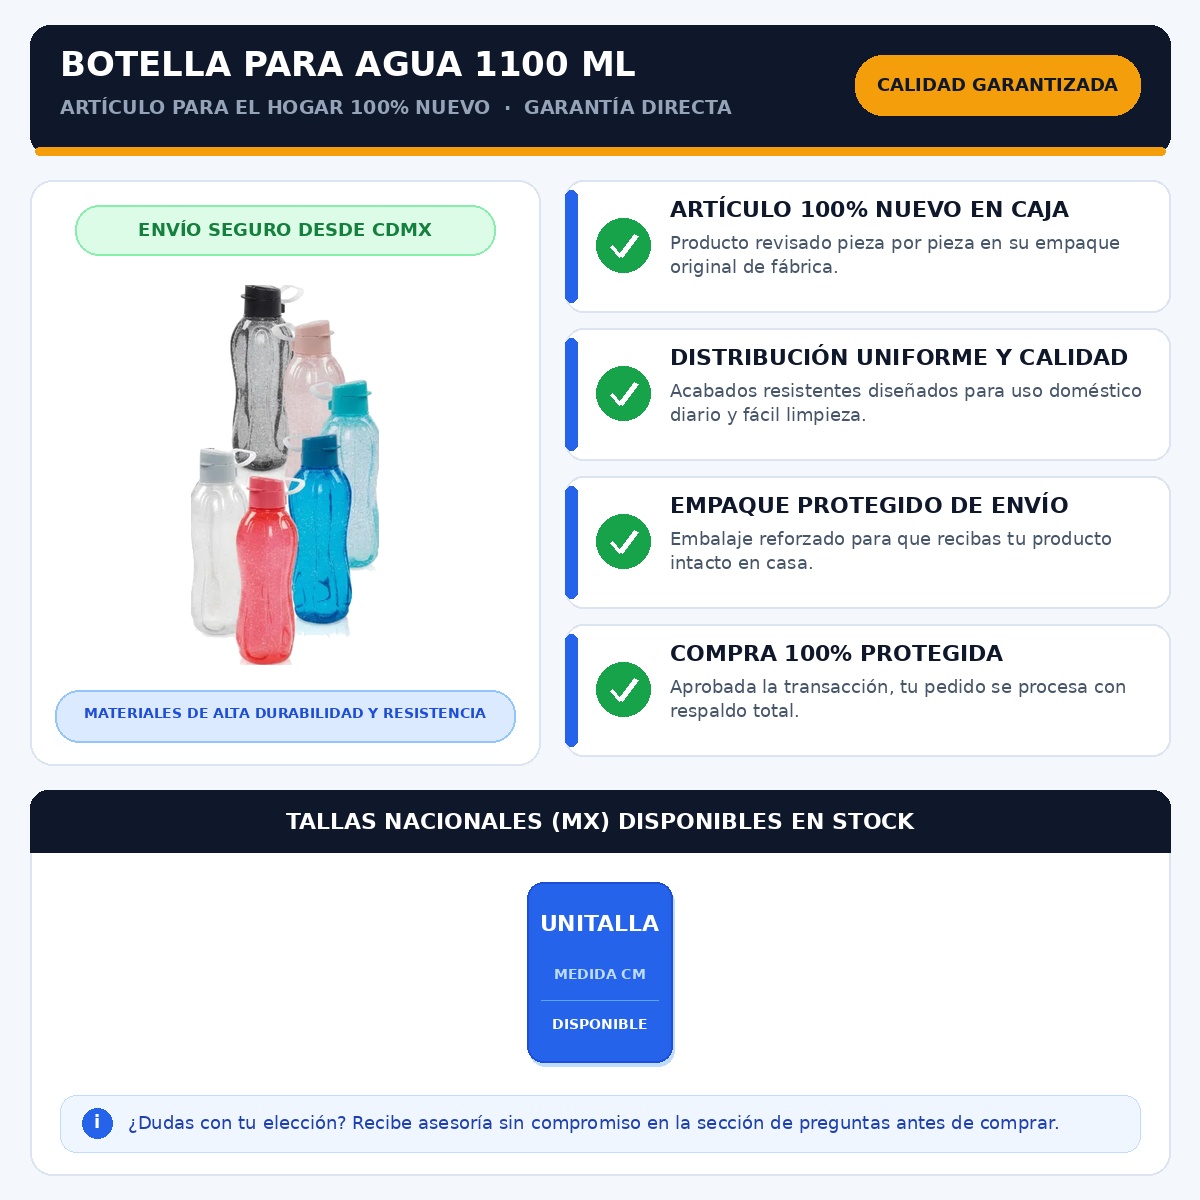 BOTELLA PARA AGUA 1100 ML
ARTÍCULO PARA EL HOGAR 100% NUEVO · GARANTÍA DIRECTA
CALIDAD GARANTIZADA
ENVÍO SEGURO DESDE CDMX
MATERIALES DE ALTA DURABILIDAD Y RESISTENCIA
ARTÍCULO 100% NUEVO EN CAJA
Producto revisado pieza por pieza en su empaque
original de fábrica.
DISTRIBUCIÓN UNIFORME Y CALIDAD
Acabados resistentes diseñados para uso doméstico
diario y fácil limpieza.
EMPAQUE PROTEGIDO DE ENVÍO
Embalaje reforzado para que recibas tu producto
intacto en casa.
COMPRA 100% PROTEGIDA
Aprobada la transacción, tu pedido se procesa con
respaldo total.
TALLAS NACIONALES (MX) DISPONIBLES EN STOCK
UNITALLA
MEDIDA CM
DISPONIBLE
i ¿Dudas con tu elección? Recibe asesoría sin compromiso en la sección de preguntas antes de comprar.